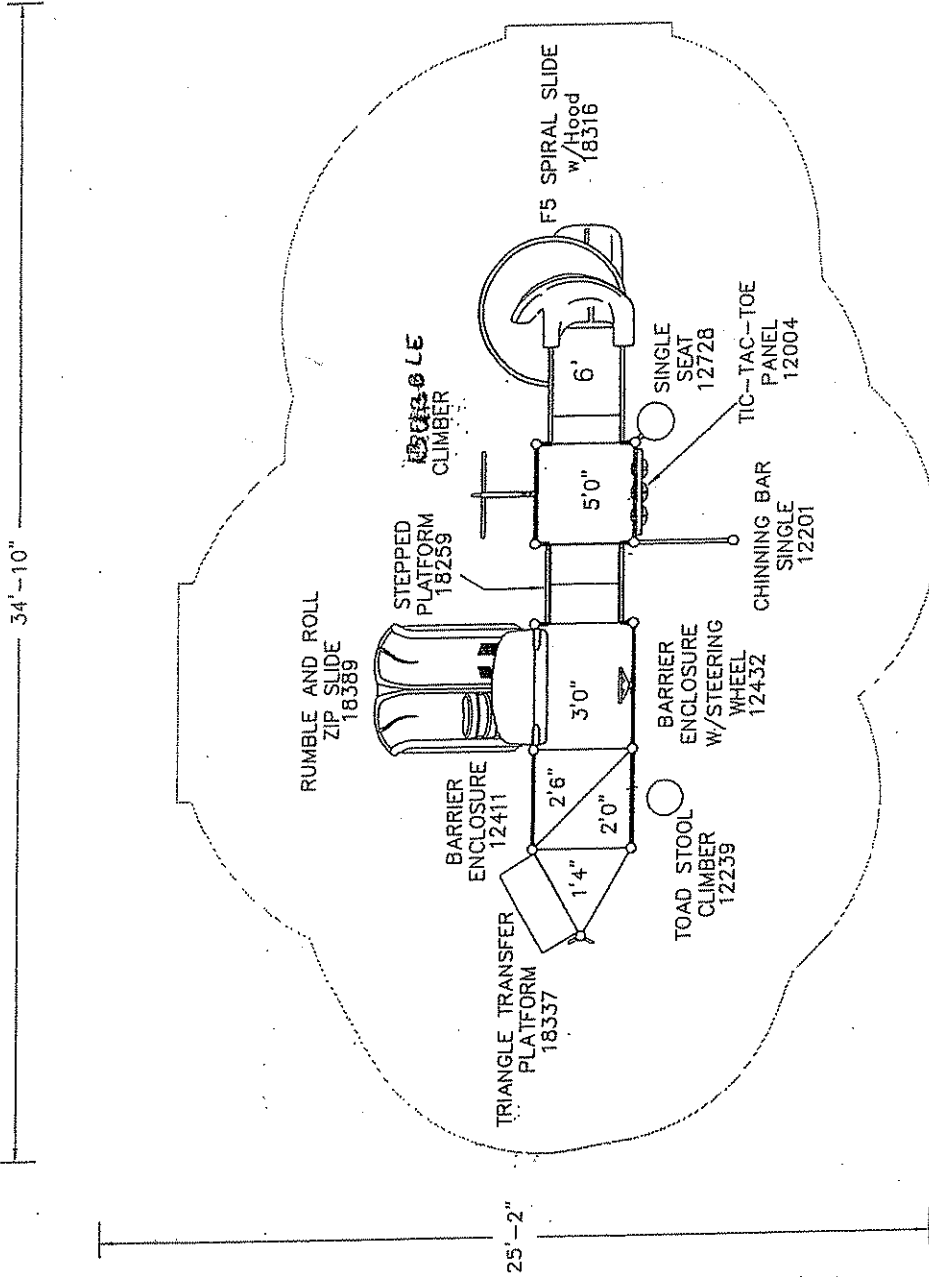 34'-10"
25'-2"
RUMBLE AND ROLL
ZIP SLIDE
18389
STEPPED
PLATFORM
18259
CLIMBER
F5 SPIRAL SLIDE
w/Hood
18316
BARRIER
ENCLOSURE
12411
TRIANGLE TRANSFER
PLATFORM
18337
1'4"
2'6"
2'0"
3'0"
5'0"
6'
TOAD STOOL
CLIMBER
12239
BARRIER
ENCLOSURE
W/STEERING
WHEEL
12432
CHINNING BAR
SINGLE
12201
SINGLE
SEAT
12728
TIC-TAC-TOE
PANEL
12004